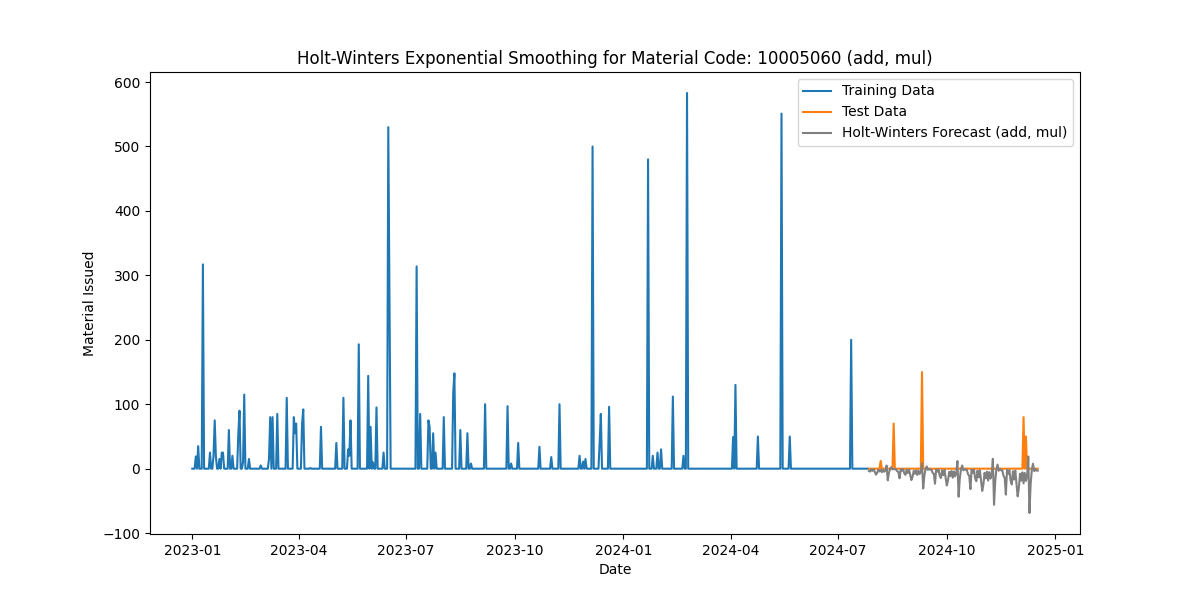 Holt-Winters Exponential Smoothing for Material Code: 10005060 (add, mul)
Training Data
Test Data
Holt-Winters Forecast (add, mul)
Material Issued
600
500
400
300
200
100
0
−100
2023-01
2023-04
2023-07
2023-10
2024-01
2024-04
2024-07
2024-10
2025-01
Date